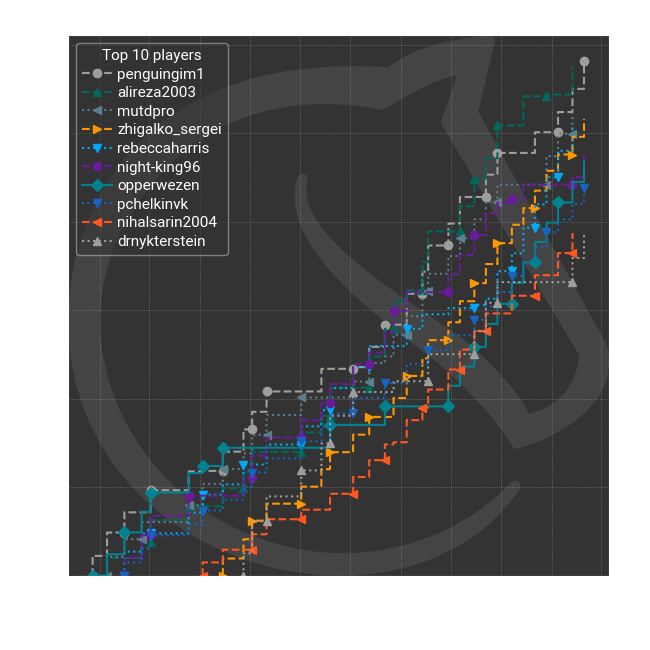 Top 10 players
penguingim1
alireza2003
mutdpro
zhigalko_sergei
rebeccaharris
night-king96
opperwezen
pchelkinvk
nihalsarin2004
drnykterstein